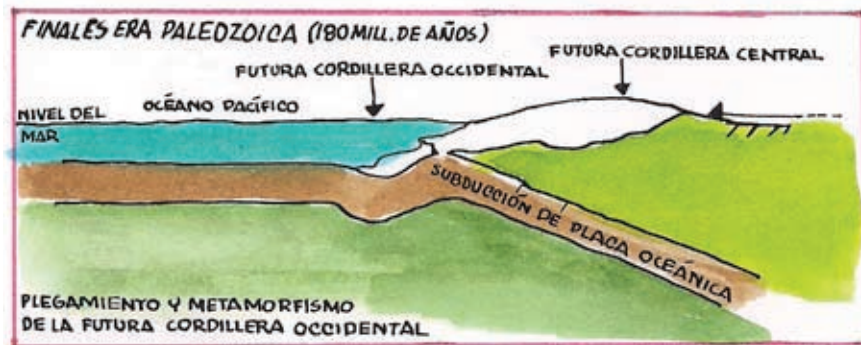 FINALES ERA PALEOZOICA (180 MILL. DE AÑOS)
FUTURA CORDILLERA CENTRAL
FUTURA CORDILLERA OCCIDENTAL
OCÉANO PACÍFICO
NIVEL DEL
MAR
SUBDUCCIÓN DE PLACA OCEÁNICA
PLEGAMIENTO Y METAMORFISMO
DE LA FUTURA CORDILLERA OCCIDENTAL